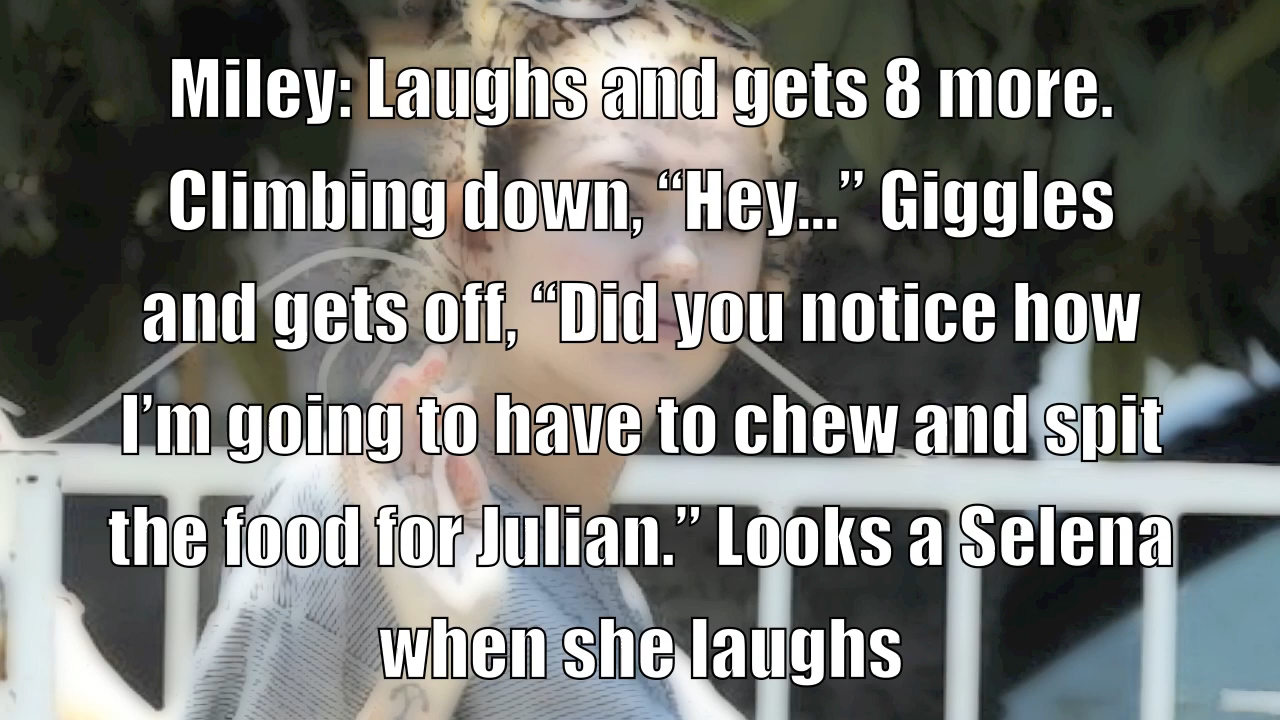 Miley: Laughs and gets 8 more.
Climbing down, “Hey...” Giggles
and gets off, “Did you notice how
I’m going to have to chew and spit
the food for Julian.” Looks a Selena
when she laughs